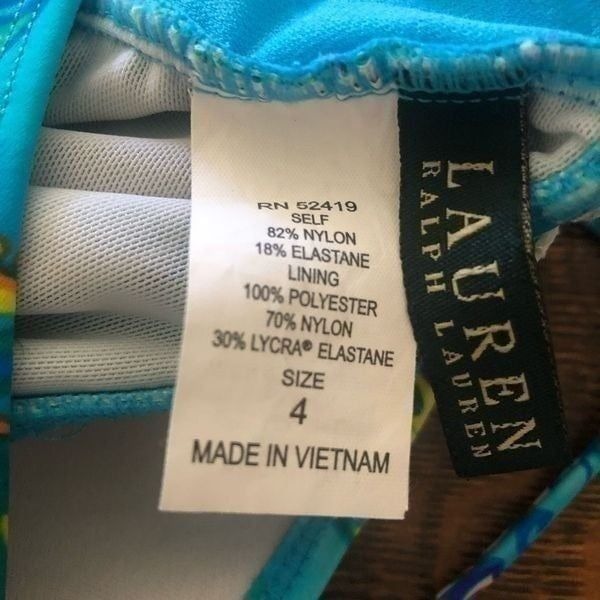 RN 52419
SELF
82% NYLON
18% ELASTANE
LINING
100% POLYESTER
70% NYLON
30% LYCRA® ELASTANE
SIZE
4
MADE IN VIETNAM
LAUREN
RALPH LAUREN